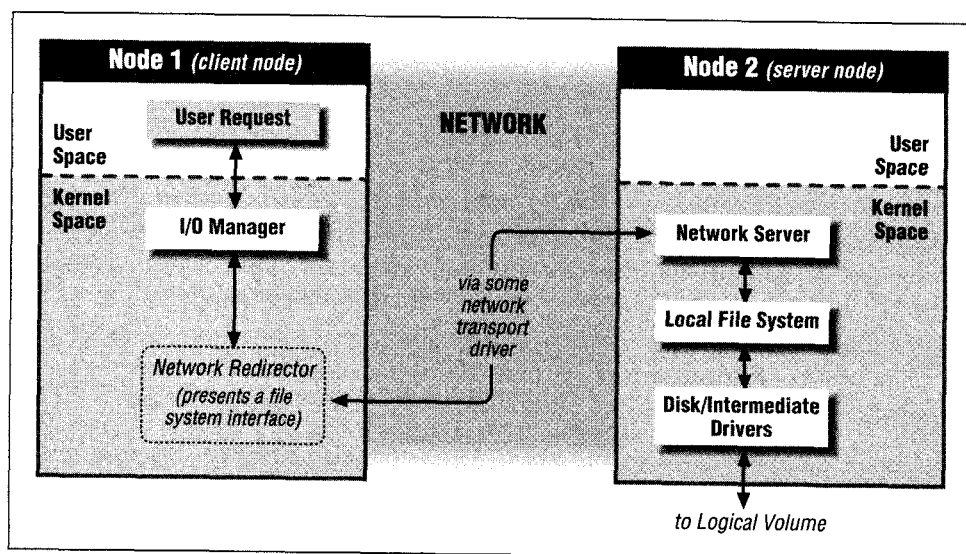 Node 1 (client node)
User Request
User
Space
Kernel
Space
I/O Manager
Network Redirector
(presents a file
system interface)
NETWORK
via some
network
transport
driver
Node 2 (server node)
User
Space
Kernel
Space
Network Server
Local File System
Disk/Intermediate
Drivers
to Logical Volume